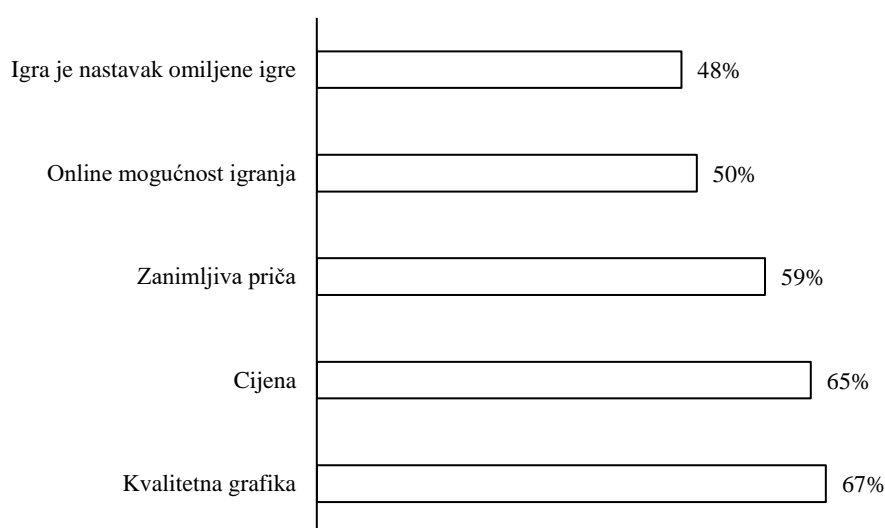 Igra je nastavak omiljene igre 48%
Online mogućnost igranja 50%
Zanimljiva priča 59%
Cijena 65%
Kvalitetna grafika 67%